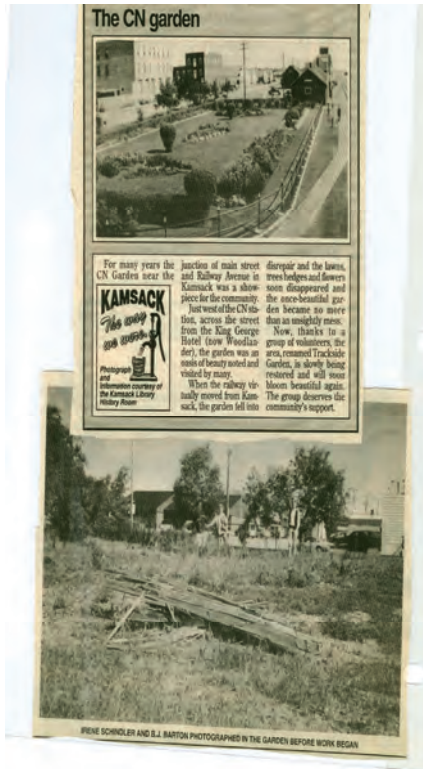 The CN garden
For many years the
CN Garden near the
KAMSACK
The way
we were...
Photograph
and
information courtesy of
the Kamsack Library
History Room
junction of main street
and Railway Avenue in
Kamsack was a show-
piece for the community.
Just west of the CN sta-
tion, across the street
from the King George
Hotel (now Woodlan-
der), the garden was an
oasis of beauty noted and
visited by many.
When the railway vir-
tually moved from Kam-
sack, the garden fell into
disrepair and the lawns,
trees hedges and flowers
soon disappeared and
the once-beautiful gar-
den became no more
than an unsightly mess.
Now, thanks to a
group of volunteers, the
area, renamed Trackside
Garden, is slowly being
restored and will soon
bloom beautiful again.
The group deserves the
community's support.
IRENE SCHINDLER AND B.J. BARTON PHOTOGRAPHED IN THE GARDEN BEFORE WORK BEGAN